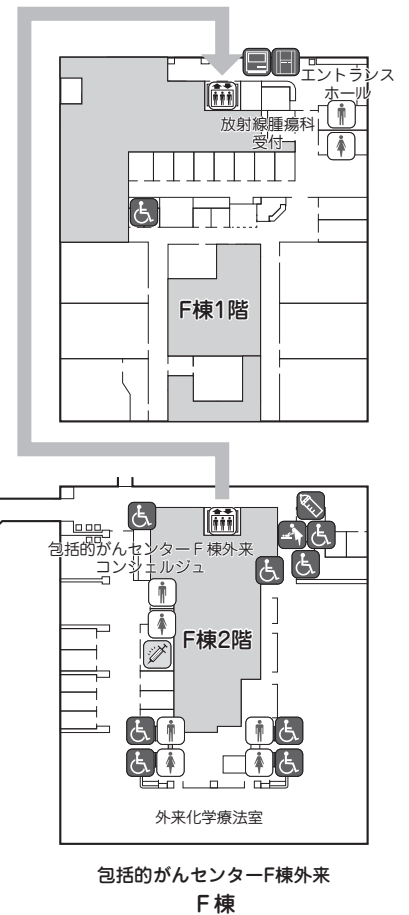 エントランス
ホール
放射線腫瘍科
受付
F棟1階
包括的がんセンターF棟外来
コンシェルジュ
F棟2階
外来化学療法室
包括的がんセンターF棟外来
F棟